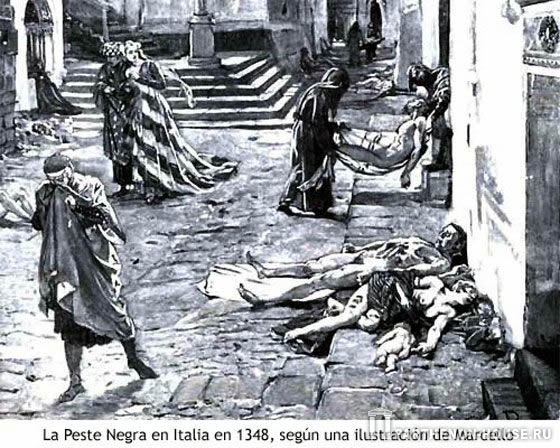 La Peste Negra en Italia en 1348, según una ilustración de Marcello